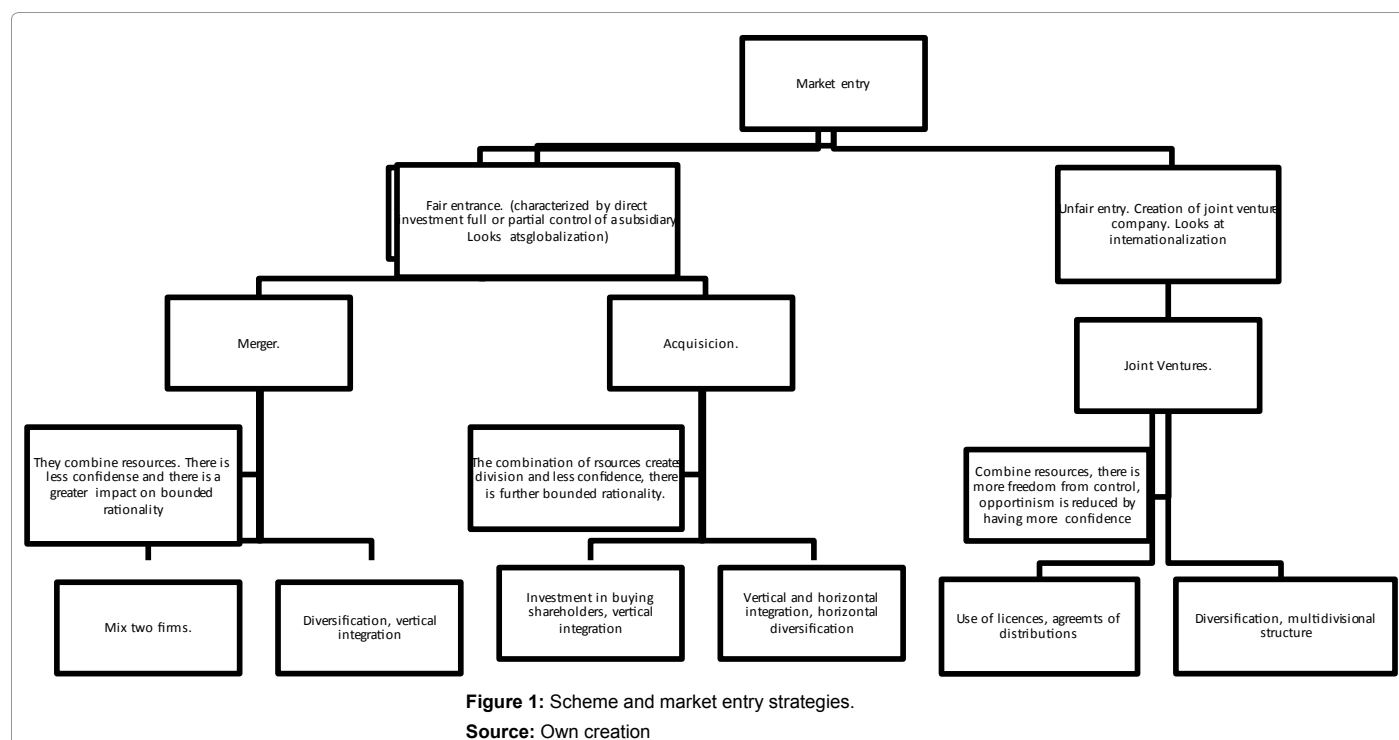 Market entry
Fair entrance. (characterized by direct
investment full or partial control of a subsidiary
Looks atsglobalization)
Unfair entry. Creation of joint venture
company. Looks at
internationalization
Merger.
Acquisicion.
Joint Ventures.
They combine resources. There is
less confidense and there is a
greater impact on bounded
rationality
The combination of rsources creates
division and less confidence, there
is further bounded rationality.
Combine resources, there is
more freedom from control,
opportinism is reduced by
having more confidence
Mix two firms.
Diversification, vertical
integration
Investment in buying
shareholders, vertical
integration
Vertical and horizontal
integration, horizontal
diversification
Use of licences, agreemts of
distributions
Diversification, multidivisional
structure
Figure 1: Scheme and market entry strategies.
Source: Own creation